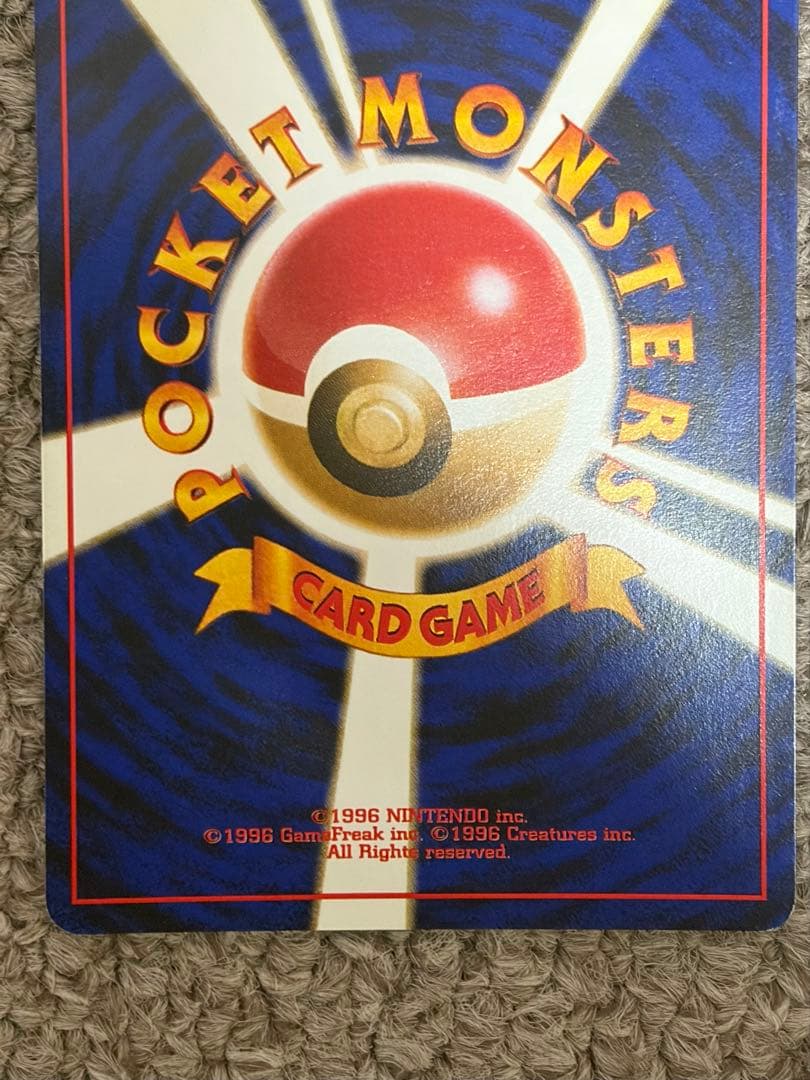 POCKET MONSTERS
CARD GAME
©1996 NINTENDO inc.
©1996 GameFreak inc. ©1996 Creatures inc.
All Rights reserved.